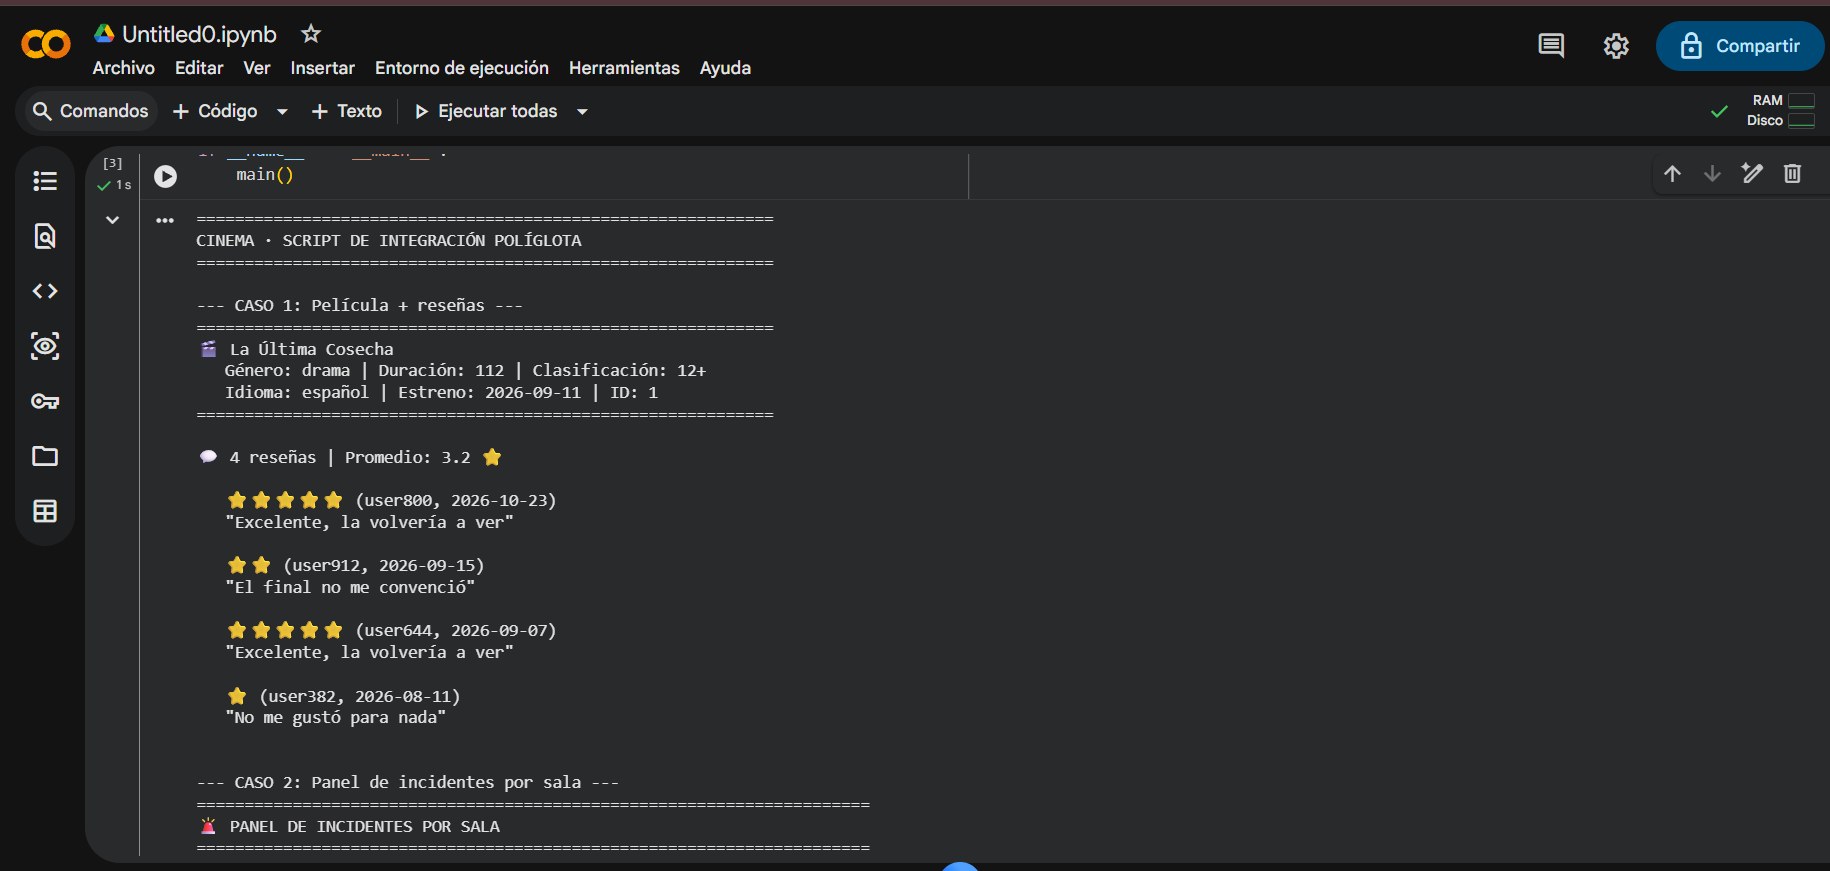 Untitled0.ipynb
Archivo Editar Ver Insertar Entorno de ejecución Herramientas Ayuda
Compartir
Comandos + Código + Texto Ejecutar todas
RAM
Disco
[3]
1s
main()
============================================================
CINEMA · SCRIPT DE INTEGRACIÓN POLÍGLOTA
============================================================
--- CASO 1: Película + reseñas ---
============================================================
🎬 La Última Cosecha
Género: drama | Duración: 112 | Clasificación: 12+
Idioma: español | Estreno: 2026-09-11 | ID: 1
============================================================
💬 4 reseñas | Promedio: 3.2 ⭐
⭐⭐⭐⭐⭐ (user800, 2026-10-23)
"Excelente, la volvería a ver"
⭐⭐ (user912, 2026-09-15)
"El final no me convenció"
⭐⭐⭐⭐⭐ (user644, 2026-09-07)
"Excelente, la volvería a ver"
⭐ (user382, 2026-08-11)
"No me gustó para nada"
--- CASO 2: Panel de incidentes por sala ---
======================================================================
🚨 PANEL DE INCIDENTES POR SALA
======================================================================